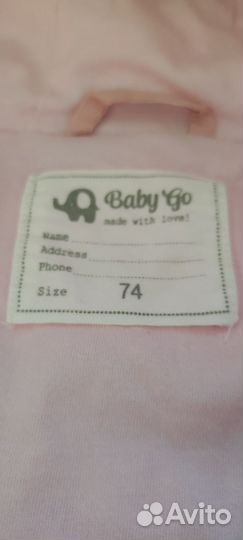 Baby Go
made with love!
Name
Address
Phone
Size 74
Avito